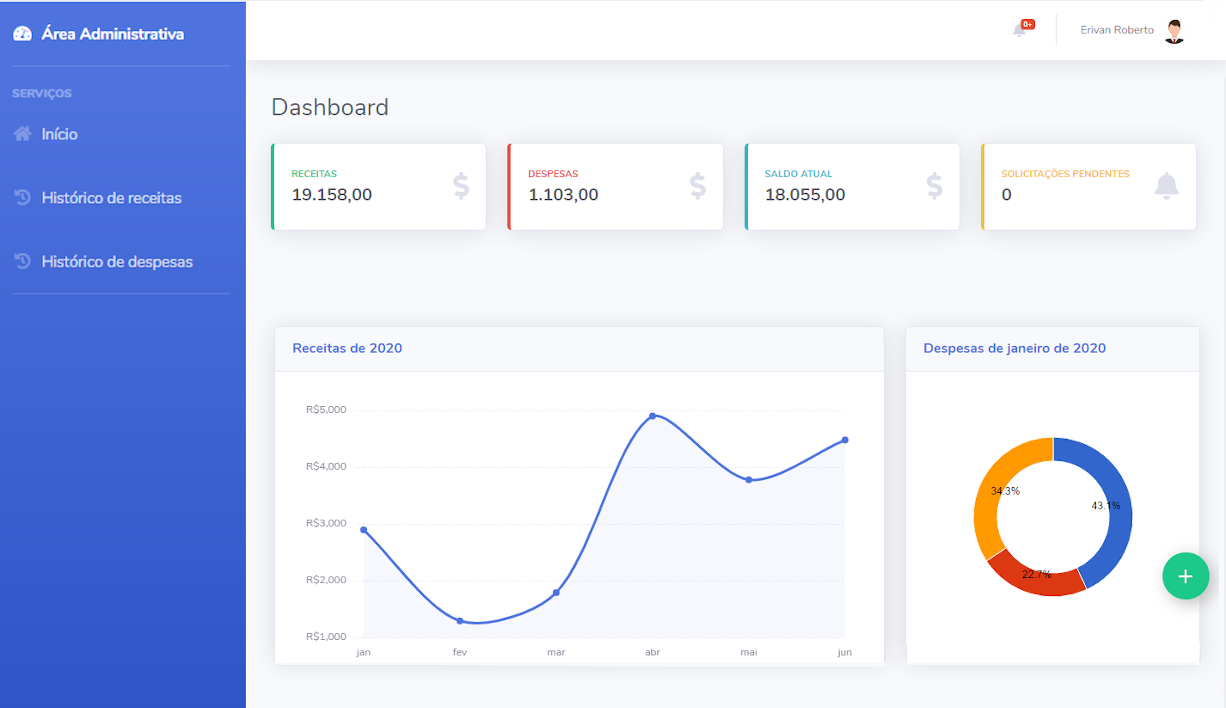 Área Administrativa
0+
Erivan Roberto
SERVIÇOS
Início
Histórico de receitas
Histórico de despesas
Dashboard
RECEITAS
19.158,00
DESPESAS
1.103,00
SALDO ATUAL
18.055,00
SOLICITAÇÕES PENDENTES
0
Receitas de 2020
R$5,000
R$4,000
R$3,000
R$2,000
R$1,000
jan fev mar abr mai jun
Despesas de janeiro de 2020
34.3%
43.1%
22.7%
+